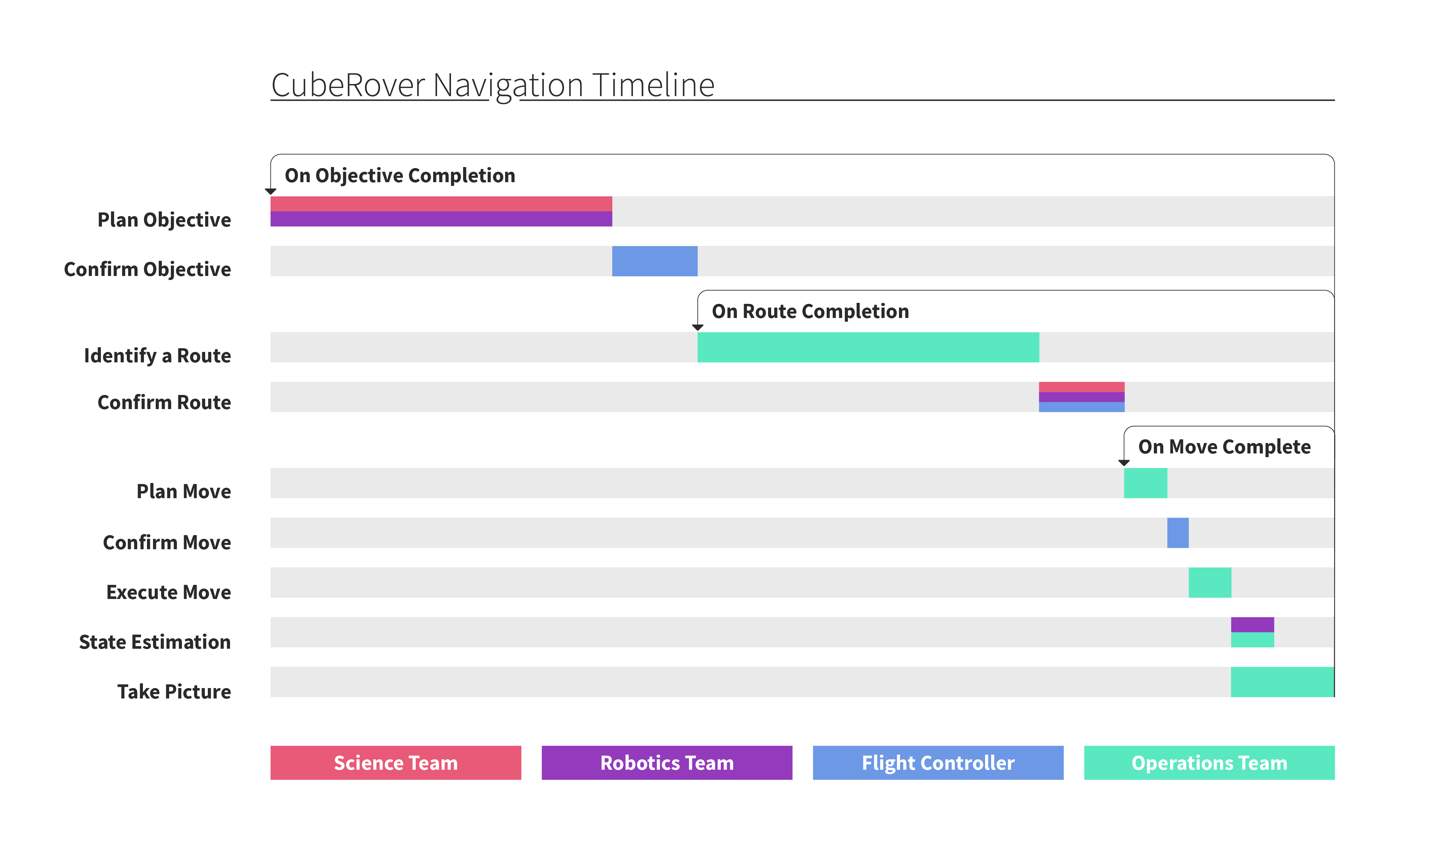 CubeRover Navigation Timeline
On Objective Completion
Plan Objective
Confirm Objective
On Route Completion
Identify a Route
Confirm Route
On Move Complete
Plan Move
Confirm Move
Execute Move
State Estimation
Take Picture
Science Team
Robotics Team
Flight Controller
Operations Team